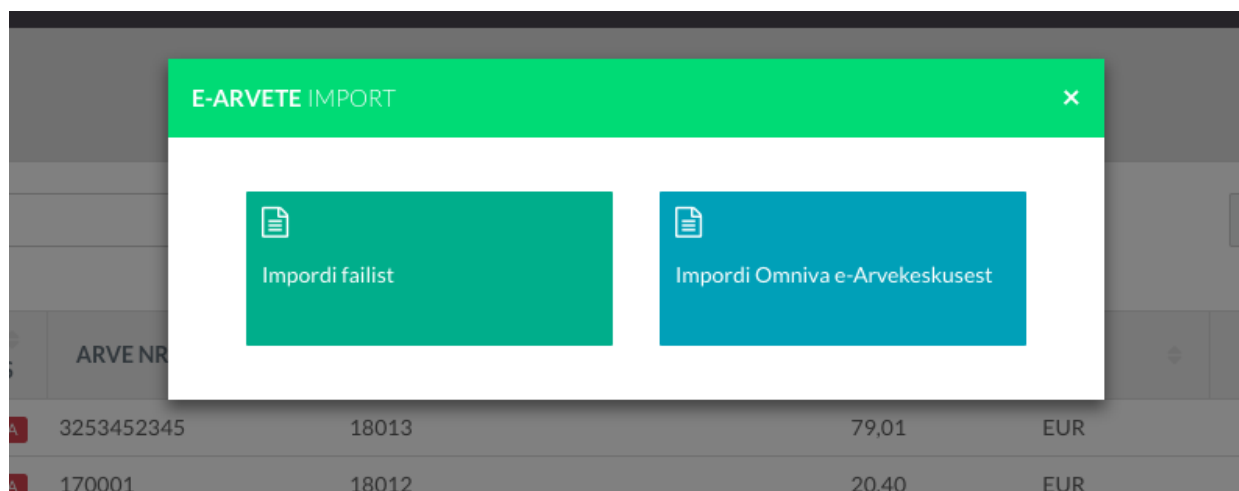 E-ARVETE IMPORT ×
Impordi failist
Impordi Omniva e-Arvekeskusest
S ARVE NR
A 3253452345 18013 79,01 EUR
A 170001 18012 20,40 EUR